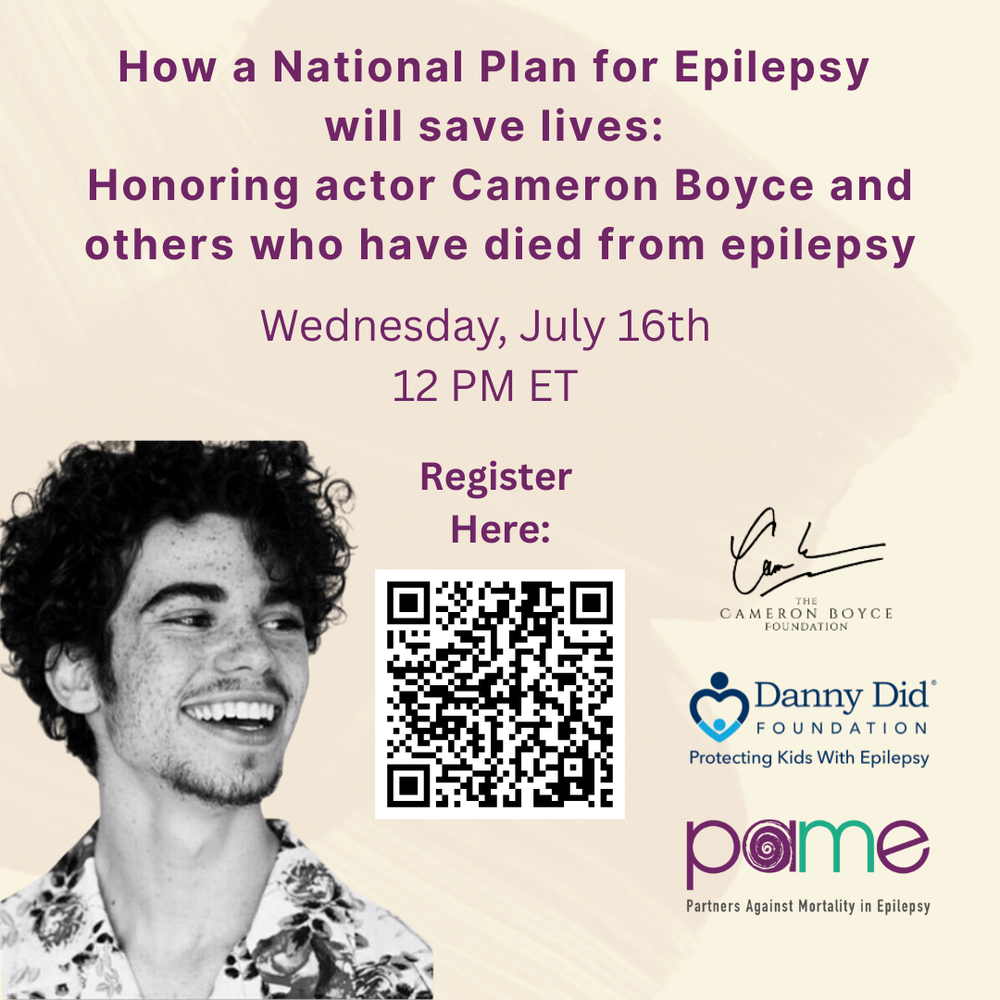 How a National Plan for Epilepsy
will save lives:
Honoring actor Cameron Boyce and
others who have died from epilepsy
Wednesday, July 16th
12 PM ET
Register
Here:
Cam
THE
CAMERON BOYCE
FOUNDATION
Danny Did®
FOUNDATION
Protecting Kids With Epilepsy
pame
Partners Against Mortality in Epilepsy